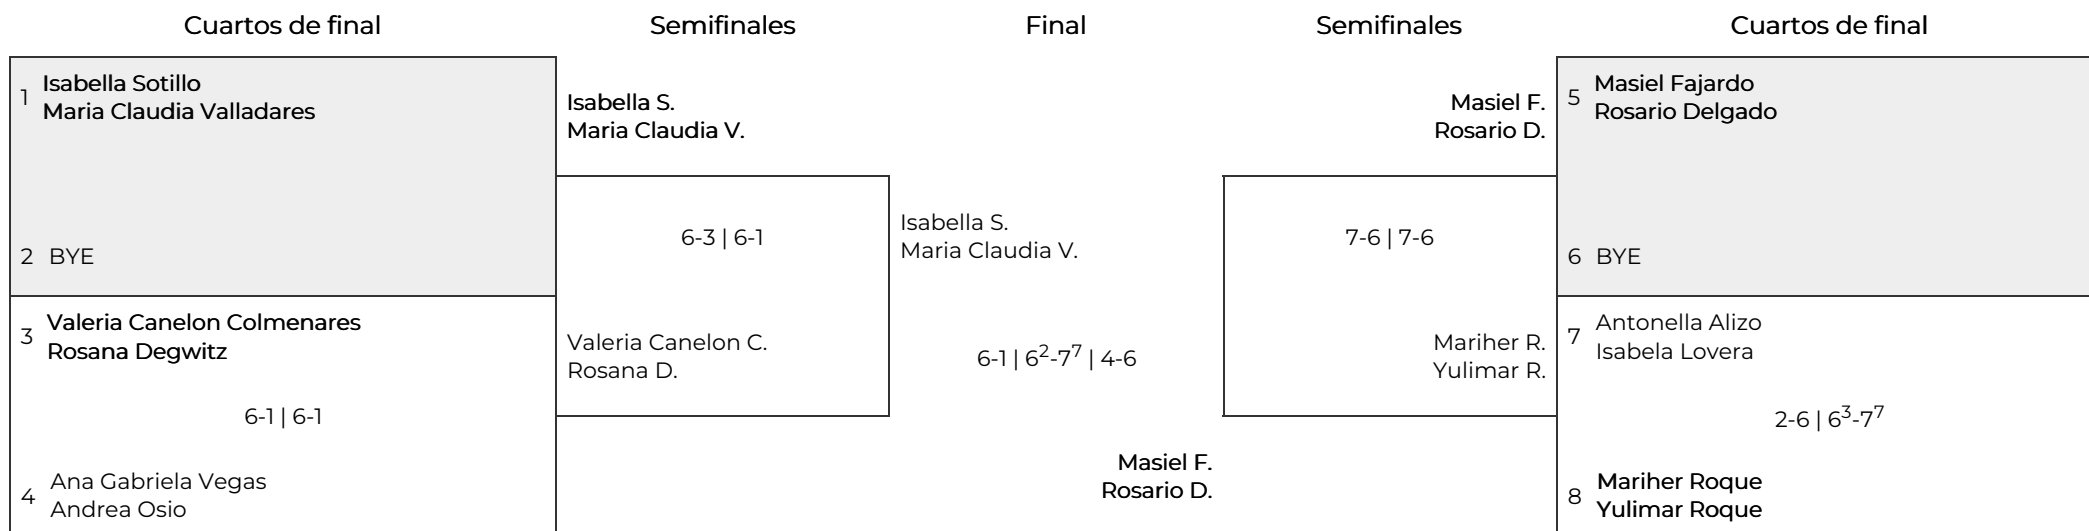 Cuartos de final
Semifinales
Final
Semifinales
Cuartos de final
1
Isabella Sotillo
Maria Claudia Valladares
2 BYE
3
Valeria Canelon Colmenares
Rosana Degwitz
6-1 | 6-1
4
Ana Gabriela Vegas
Andrea Osio
Isabella S.
Maria Claudia V.
6-3 | 6-1
Valeria Canelon C.
Rosana D.
Isabella S.
Maria Claudia V.
6-1 | 6²-7⁷ | 4-6
Masiel F.
Rosario D.
Masiel F.
Rosario D.
7-6 | 7-6
Mariher R.
Yulimar R.
5
Masiel Fajardo
Rosario Delgado
6 BYE
7
Antonella Alizo
Isabela Lovera
2-6 | 6³-7⁷
8
Mariher Roque
Yulimar Roque